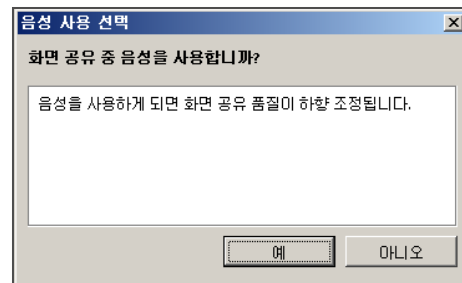 음성 사용 선택
화면 공유 중 음성을 사용합니까?
음성을 사용하게 되면 화면 공유 품질이 하향 조정됩니다.
예
아니오